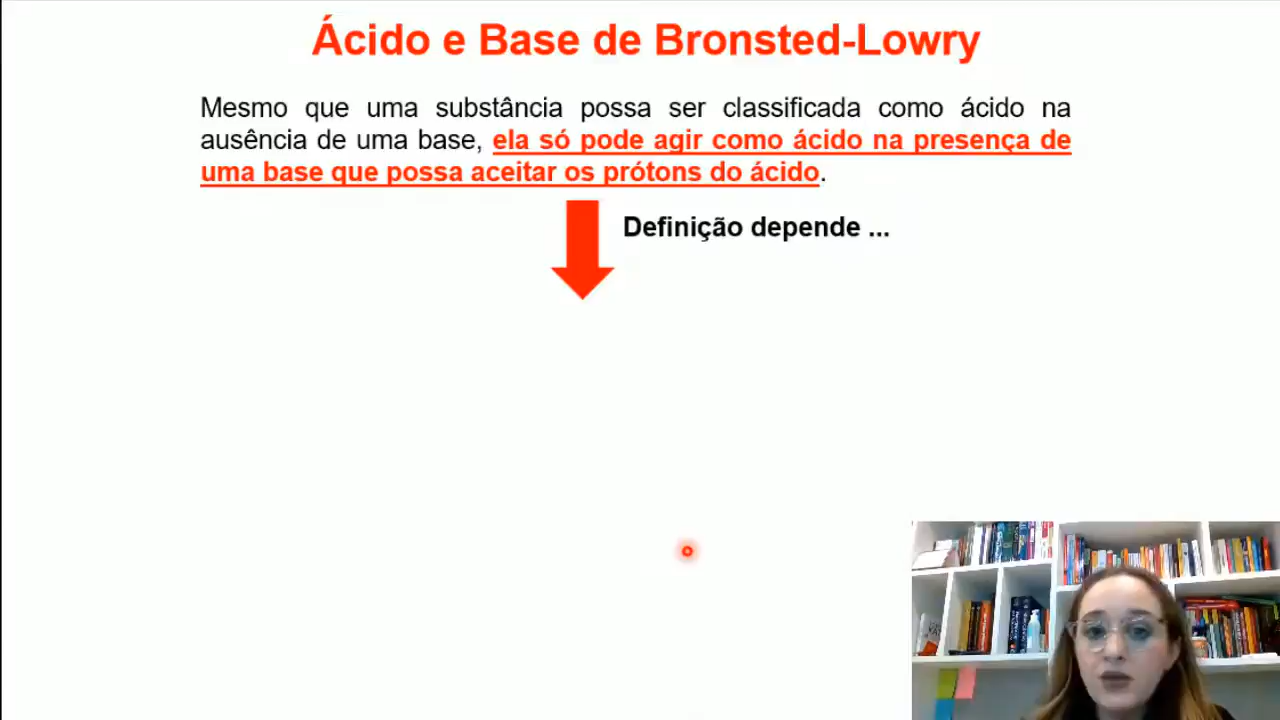 Ácido e Base de Bronsted-Lowry
Mesmo que uma substância possa ser classificada como ácido na
ausência de uma base, ela só pode agir como ácido na presença de
uma base que possa aceitar os prótons do ácido.
Definição depende ...